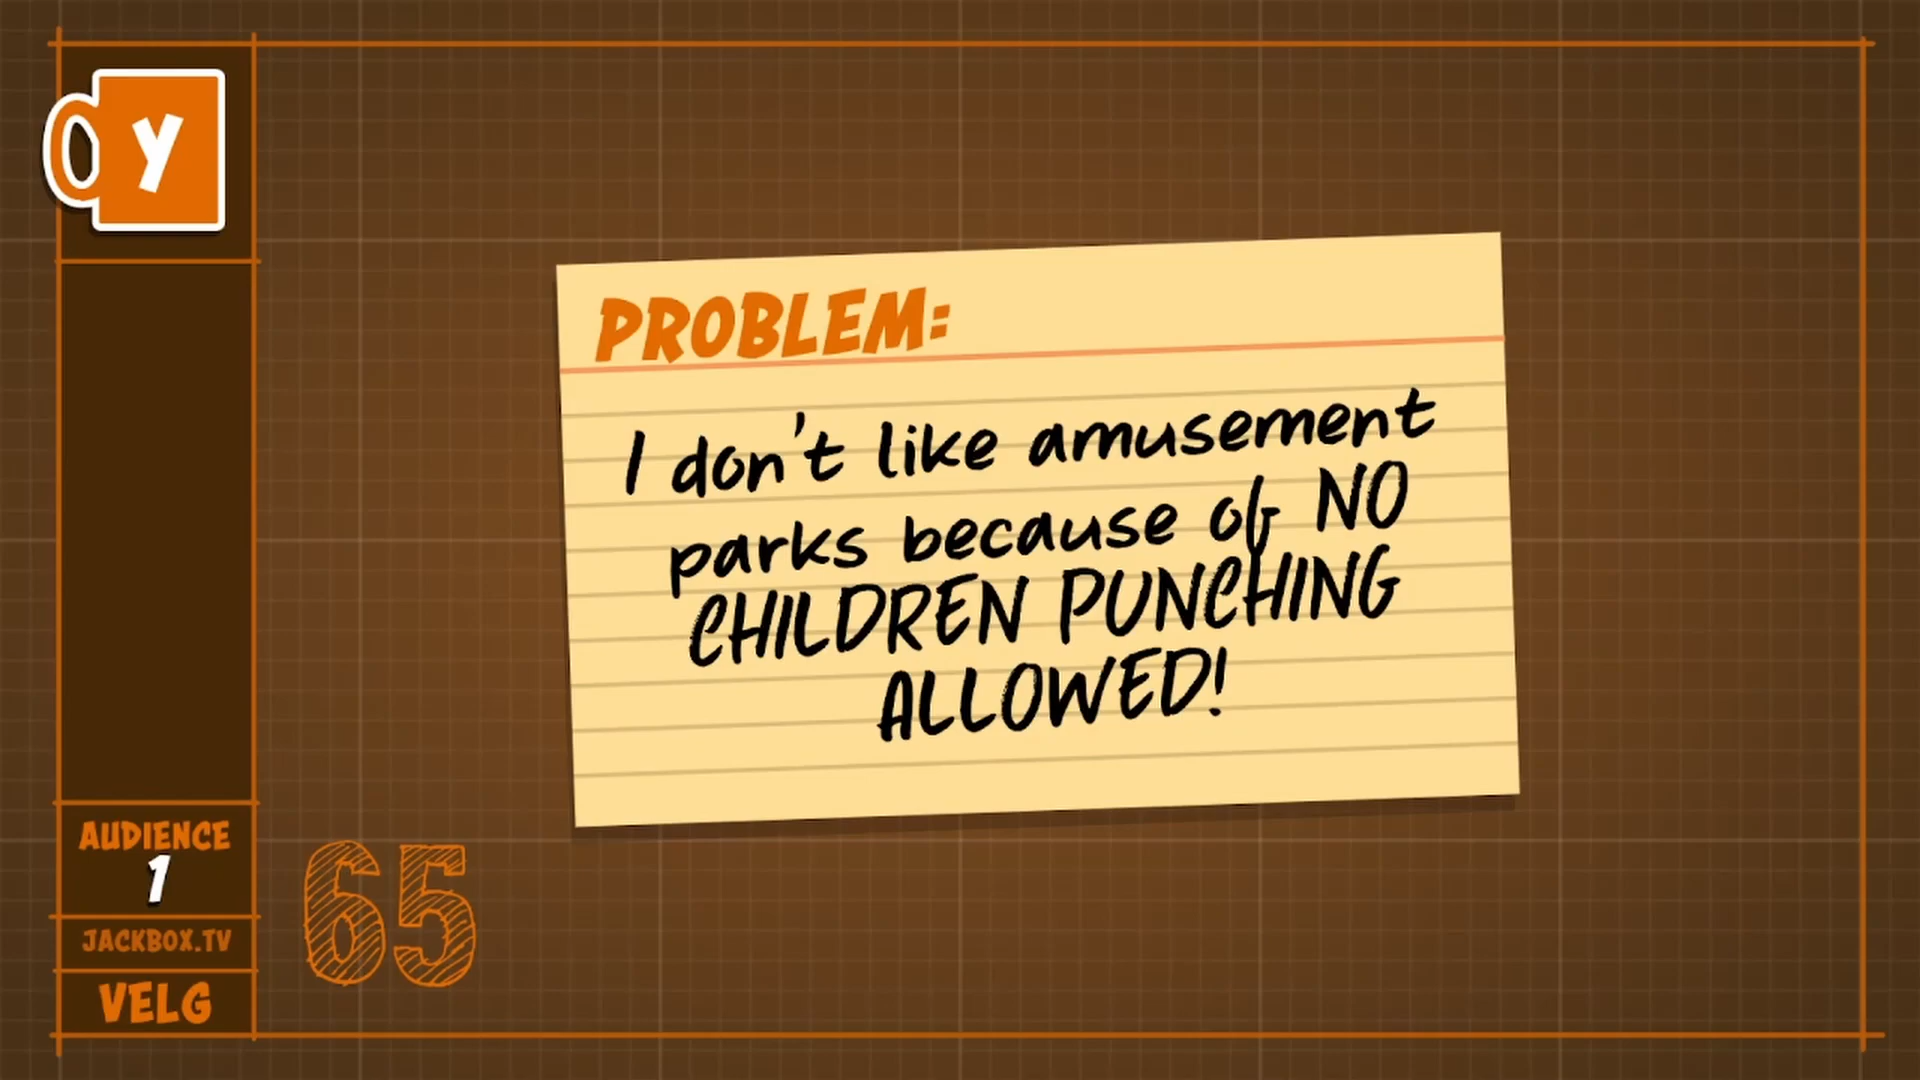 Y
PROBLEM:
I don't like amusement
parks because of NO
CHILDREN PUNCHING
ALLOWED!
AUDIENCE
1
JACKBOX.TV
VELG
65